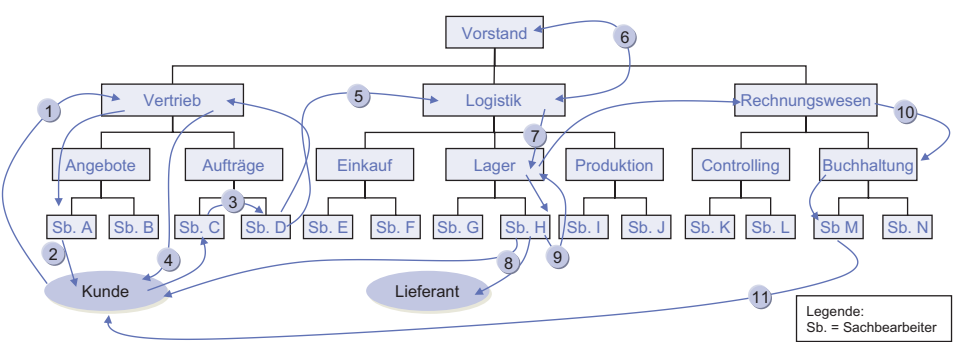 Vorstand
6
1
Vertrieb
5
Logistik
Rechnungswesen
10
7
Angebote
Aufträge
Einkauf
Lager
Produktion
Controlling
Buchhaltung
3
Sb. A
Sb. B
Sb. C
Sb. D
Sb. E
Sb. F
Sb. G
Sb. H
Sb. I
Sb. J
Sb. K
Sb. L
Sb M
Sb. N
2
4
8
9
Kunde
Lieferant
11
Legende:
Sb. = Sachbearbeiter